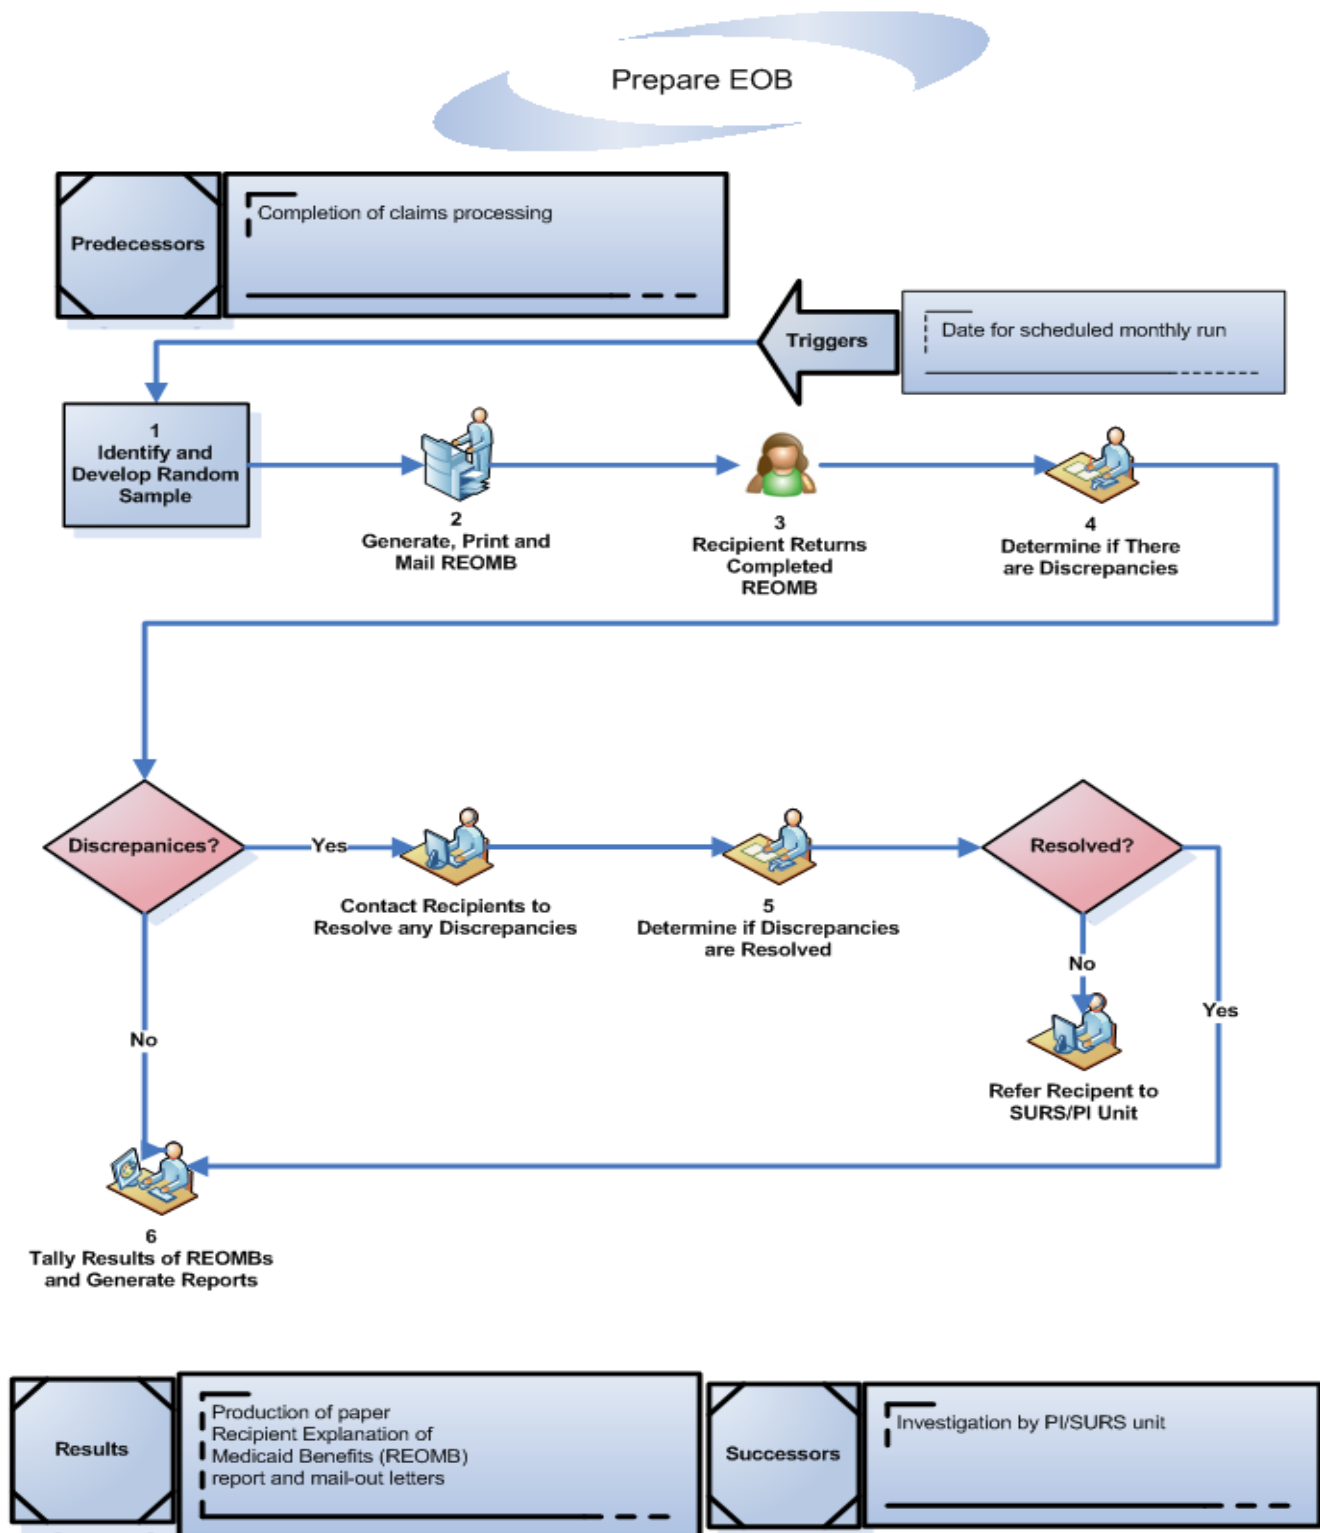 Prepare EOB
Predecessors
Completion of claims processing
Triggers
Date for scheduled monthly run
1
Identify and
Develop Random
Sample
2
Generate, Print and
Mail REOMB
3
Recipient Returns
Completed
REOMB
4
Determine if There
are Discrepancies
Discrepanices?
Yes
Contact Recipients to
Resolve any Discrepancies
5
Determine if Discrepancies
are Resolved
Resolved?
No
Yes
Refer Recipent to
SURS/PI Unit
No
6
Tally Results of REOMBs
and Generate Reports
Results
Production of paper
Recipient Explanation of
Medicaid Benefits (REOMB)
report and mail-out letters
Successors
Investigation by PI/SURS unit